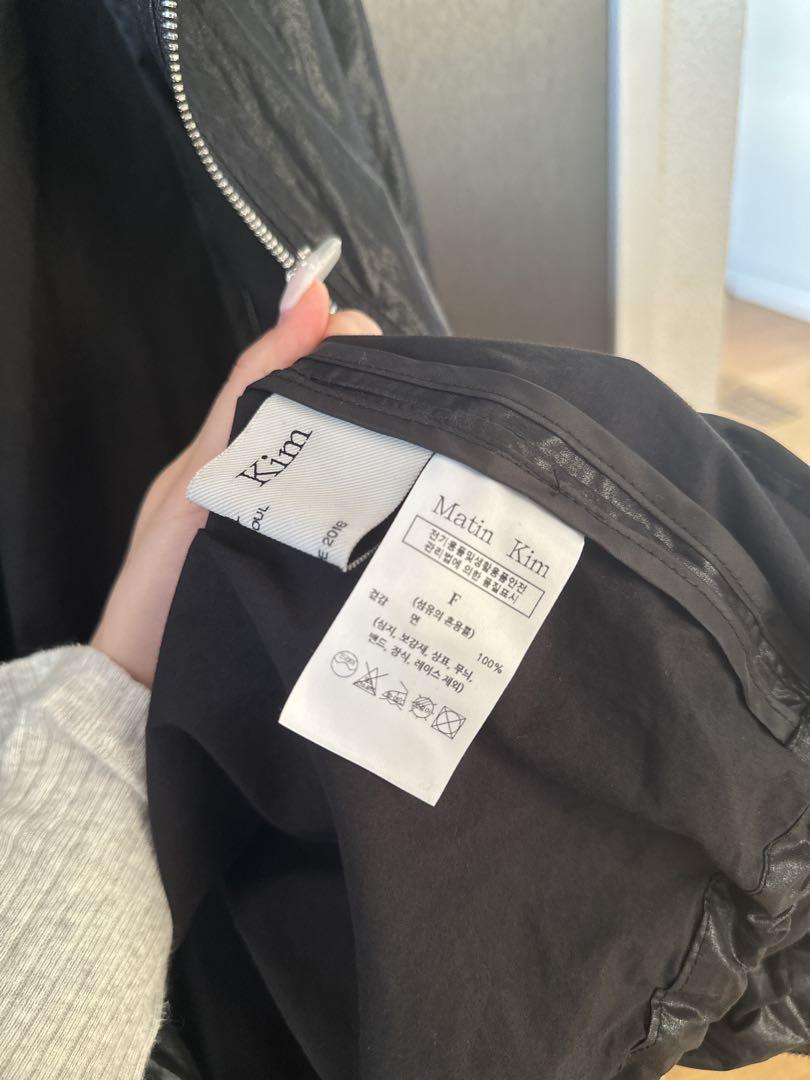 Kim
OUL
E 2018
Matin Kim
전기용품및생활용품안전
관리법에 의한 품질표시
F
(섬유의 혼용률)
겉감 면 100%
(심지, 보강재, 상표, 무늬,
밴드, 장식, 레이스 제외)